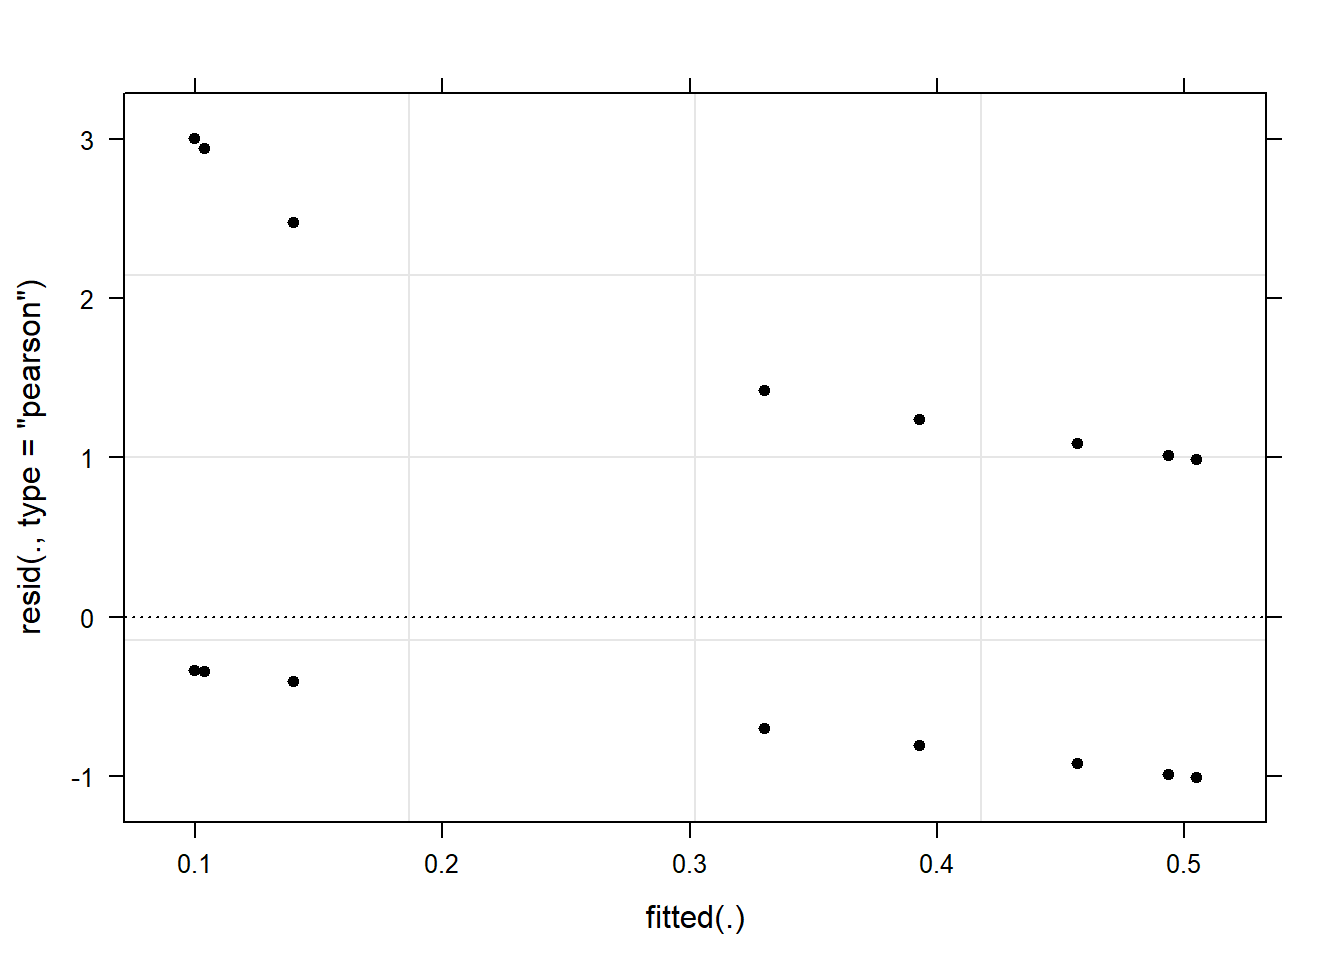 3
2
1
0
-1
resid(., type = "pearson")
0.1 0.2 0.3 0.4 0.5
fitted(.)